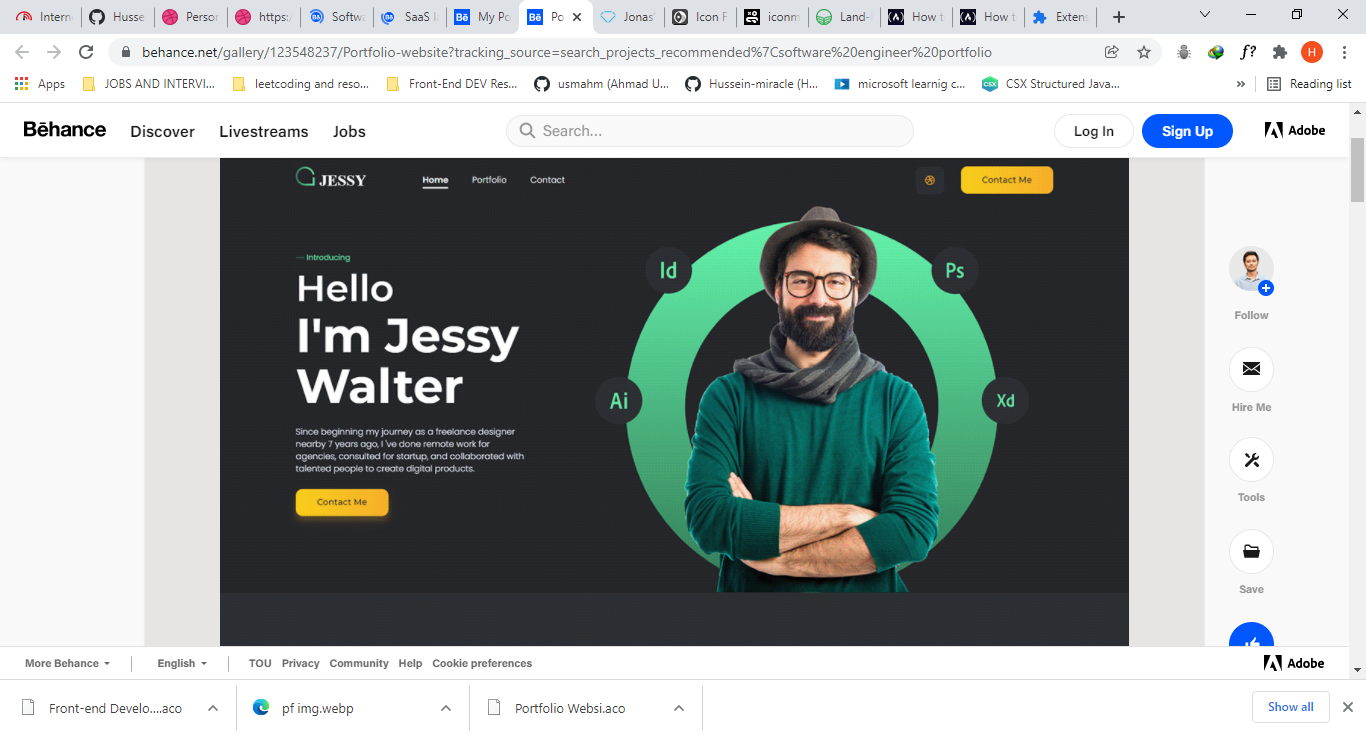 Intern
Husse
Person
https:/
Softwa
SaaS l
My Po
Po
Jonas
Icon F
iconm
Land-
How t
How t
Extens
behance.net/gallery/123548237/Portfolio-website?tracking_source=search_projects_recommended%7Csoftware%20engineer%20portfolio
f?
H
Apps
JOBS AND INTERVI...
leetcoding and reso...
Front-End DEV Res...
usmahm (Ahmad U...
Hussein-miracle (H...
microsoft learnig c...
CSX Structured Java...
»
Reading list
Bēhance
Discover
Livestreams
Jobs
Search...
Log In
Sign Up
Adobe
JESSY
Home
Portfolio
Contact
Contact Me
— Introducing
Hello
I'm Jessy
Walter
Since beginning my journey as a freelance designer
nearby 7 years ago, I 've done remote work for
agencies, consulted for startup, and collaborated with
talented people to create digital products.
Contact Me
Id
Ps
Ai
Xd
Follow
Hire Me
Tools
Save
More Behance
English
TOU
Privacy
Community
Help
Cookie preferences
Adobe
Front-end Develo....aco
pf img.webp
Portfolio Websi.aco
Show all